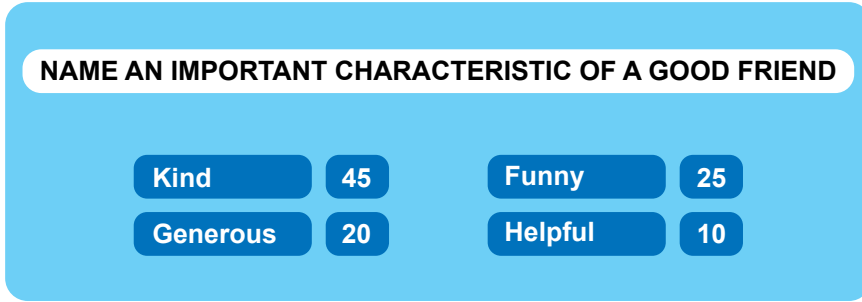 NAME AN IMPORTANT CHARACTERISTIC OF A GOOD FRIEND
Kind 45 Funny 25
Generous 20 Helpful 10